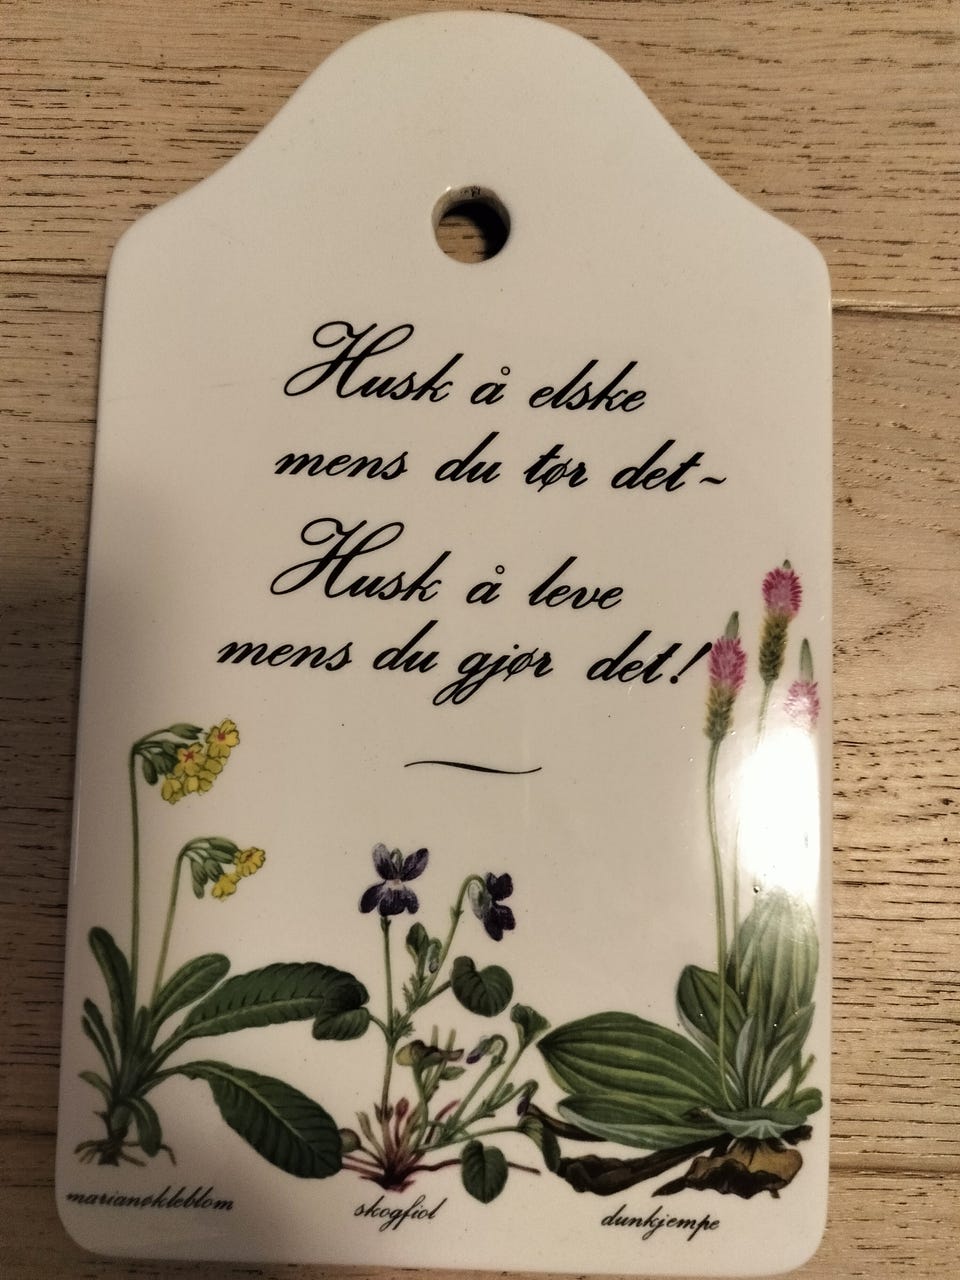 Husk å elske
mens du tør det~
Husk å leve
mens du gjør det!
marianøkleblom
skogfiol
dunkjempe